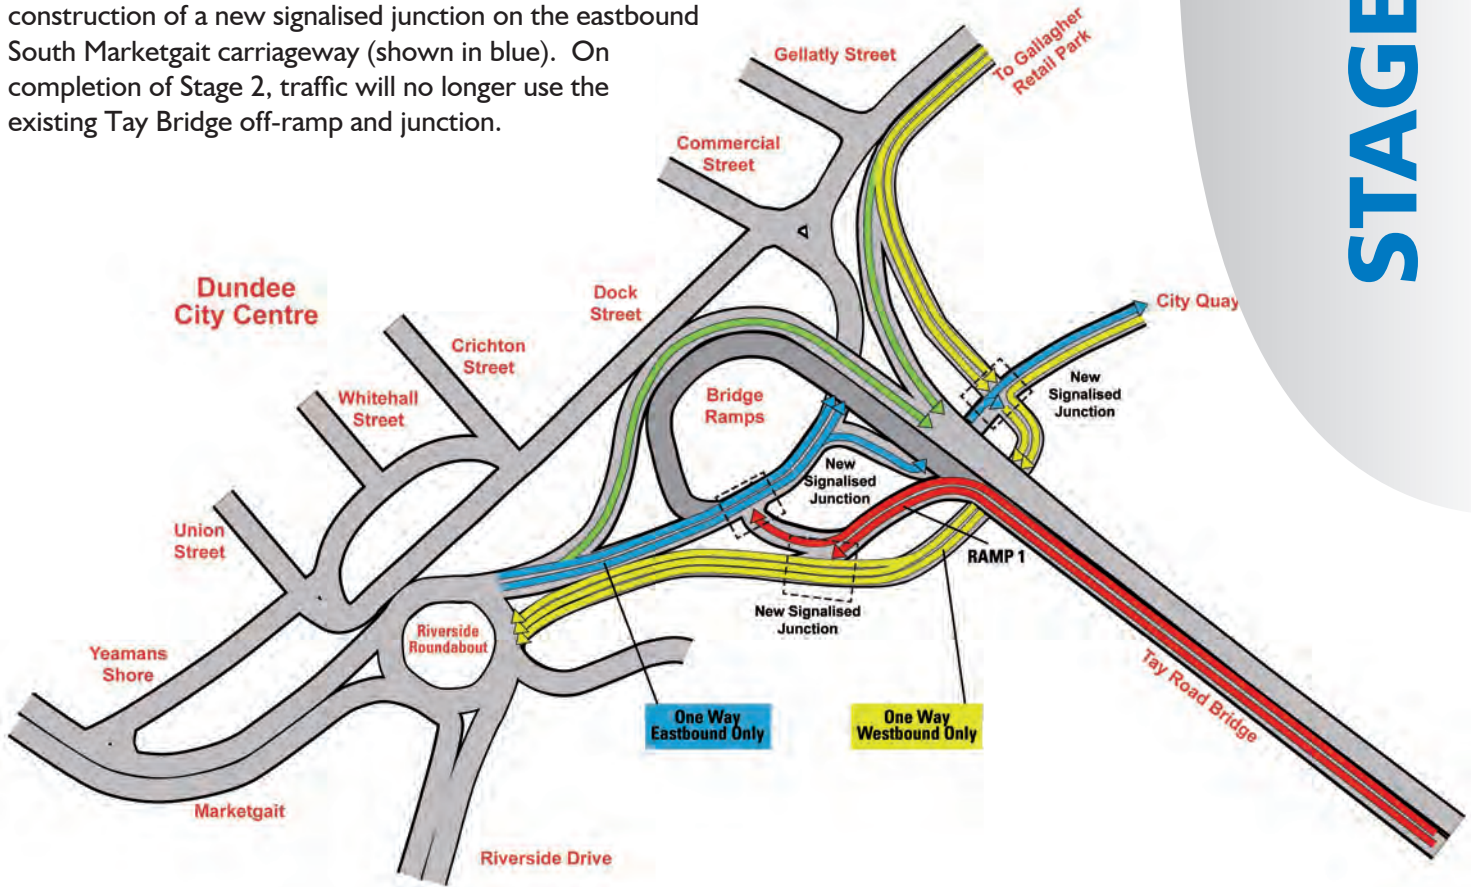 construction of a new signalised junction on the eastbound
South Marketgait carriageway (shown in blue).  On
completion of Stage 2, traffic will no longer use the
existing Tay Bridge off-ramp and junction.
STAGE
Gellatly Street
To Gallagher
Retail Park
Commercial
Street
Dundee
City Centre
Dock
Street
City Quay
Crichton
Street
New
Signalised
Junction
Whitehall
Street
Bridge
Ramps
New
Signalised
Junction
Union
Street
RAMP 1
New Signalised
Junction
Riverside
Roundabout
Yeamans
Shore
Tay Road Bridge
One Way
Eastbound Only
One Way
Westbound Only
Marketgait
Riverside Drive